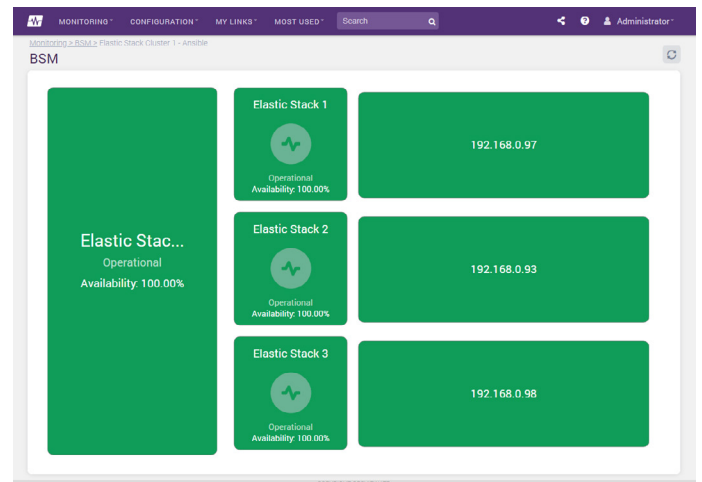 MONITORING CONFIGURATION MY LINKS MOST USED Search Administrator
Monitoring > BSM > Elastic Stack Cluster 1 - Ansible
BSM
Elastic Stac...
Operational
Availability: 100.00%
Elastic Stack 1
Operational
Availability: 100.00%
192.168.0.97
Elastic Stack 2
Operational
Availability: 100.00%
192.168.0.93
Elastic Stack 3
Operational
Availability: 100.00%
192.168.0.98